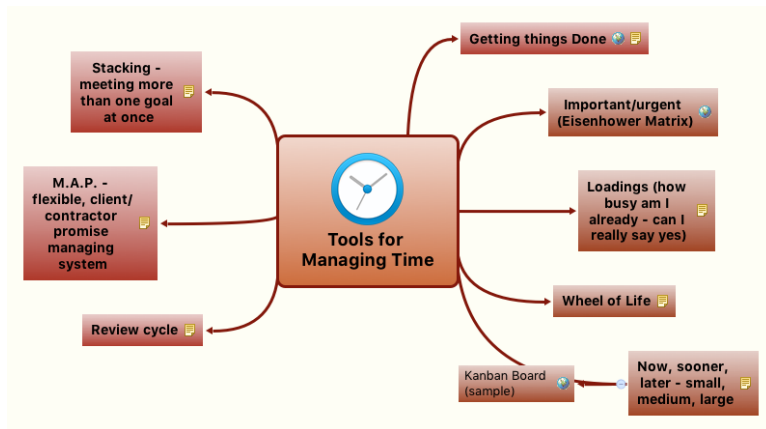 Getting things Done
Stacking -
meeting more
than one goal
at once
Important/urgent
(Eisenhower Matrix)
M.A.P. -
flexible, client/
contractor
promise
managing
system
Tools for
Managing Time
Loadings (how
busy am I
already - can I
really say yes)
Wheel of Life
Review cycle
Kanban Board
(sample)
Now, sooner,
later - small,
medium, large